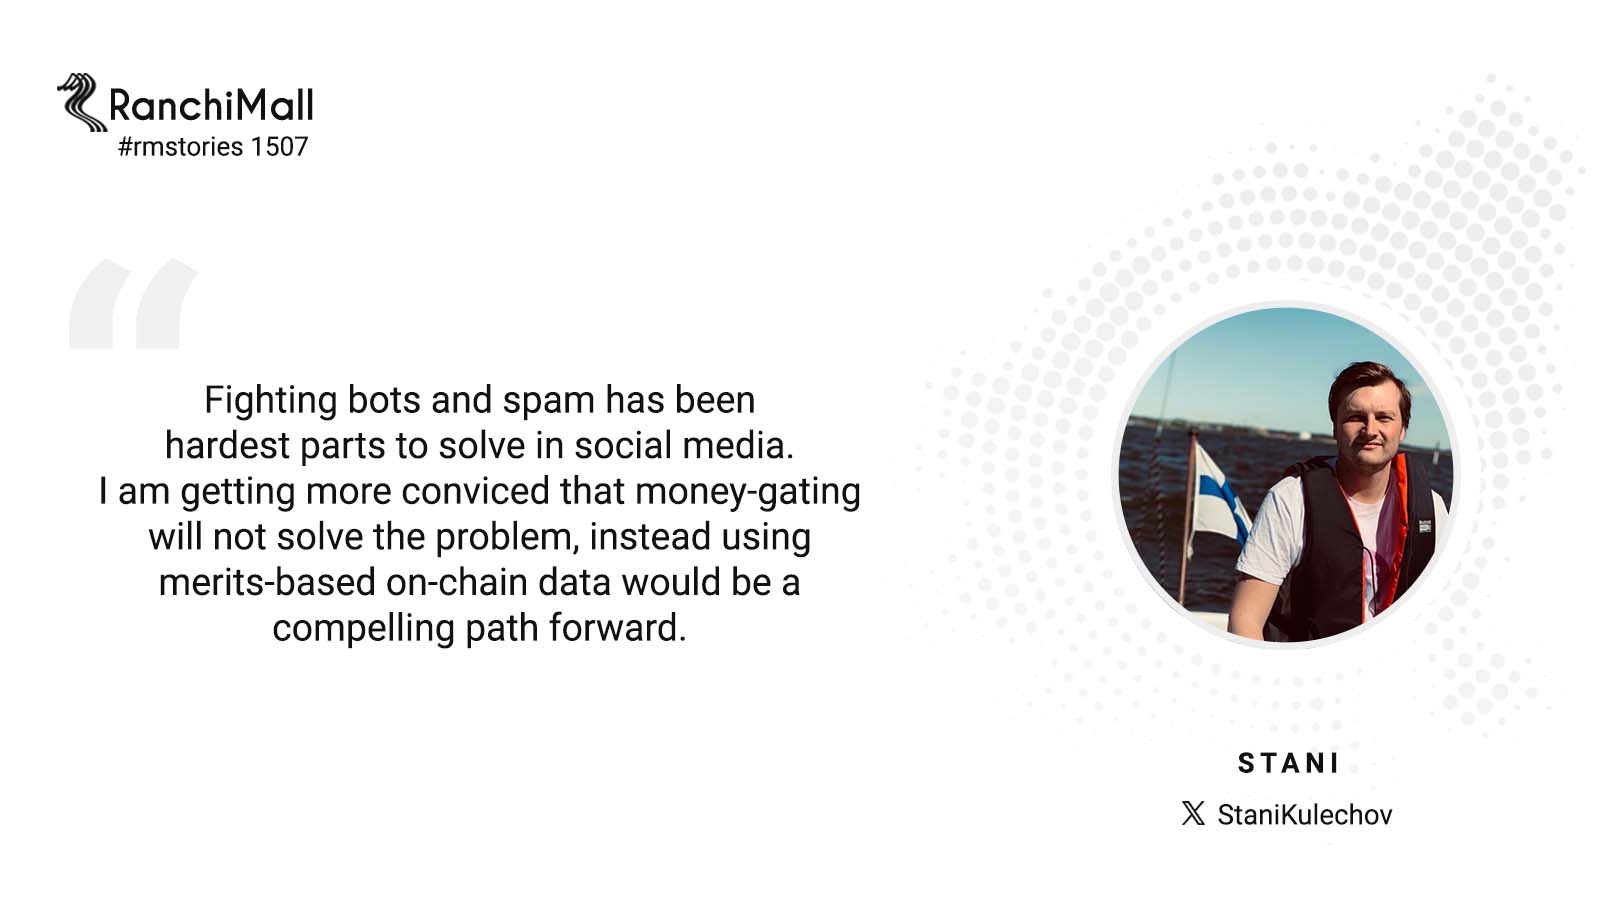 RanchiMall
#rmstories 1507
“
Fighting bots and spam has been
hardest parts to solve in social media.
I am getting more conviced that money-gating
will not solve the problem, instead using
merits-based on-chain data would be a
compelling path forward.
STANI
𝕏 StaniKulechov